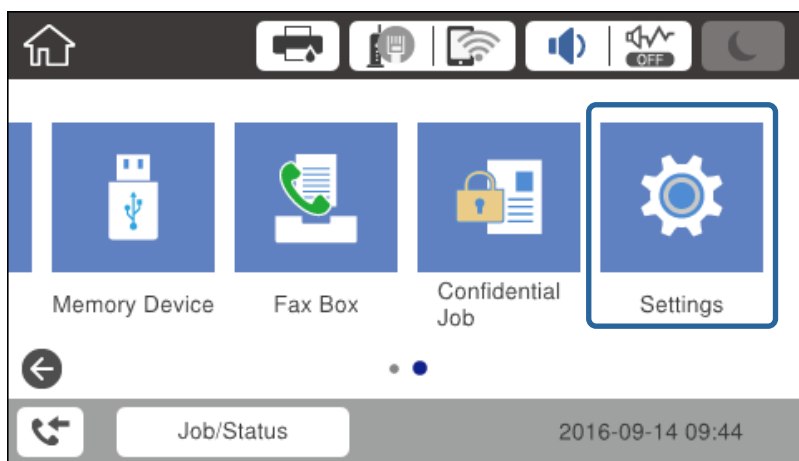 OFF
Memory Device
Fax Box
Confidential
Job
Settings
Job/Status
2016-09-14 09:44